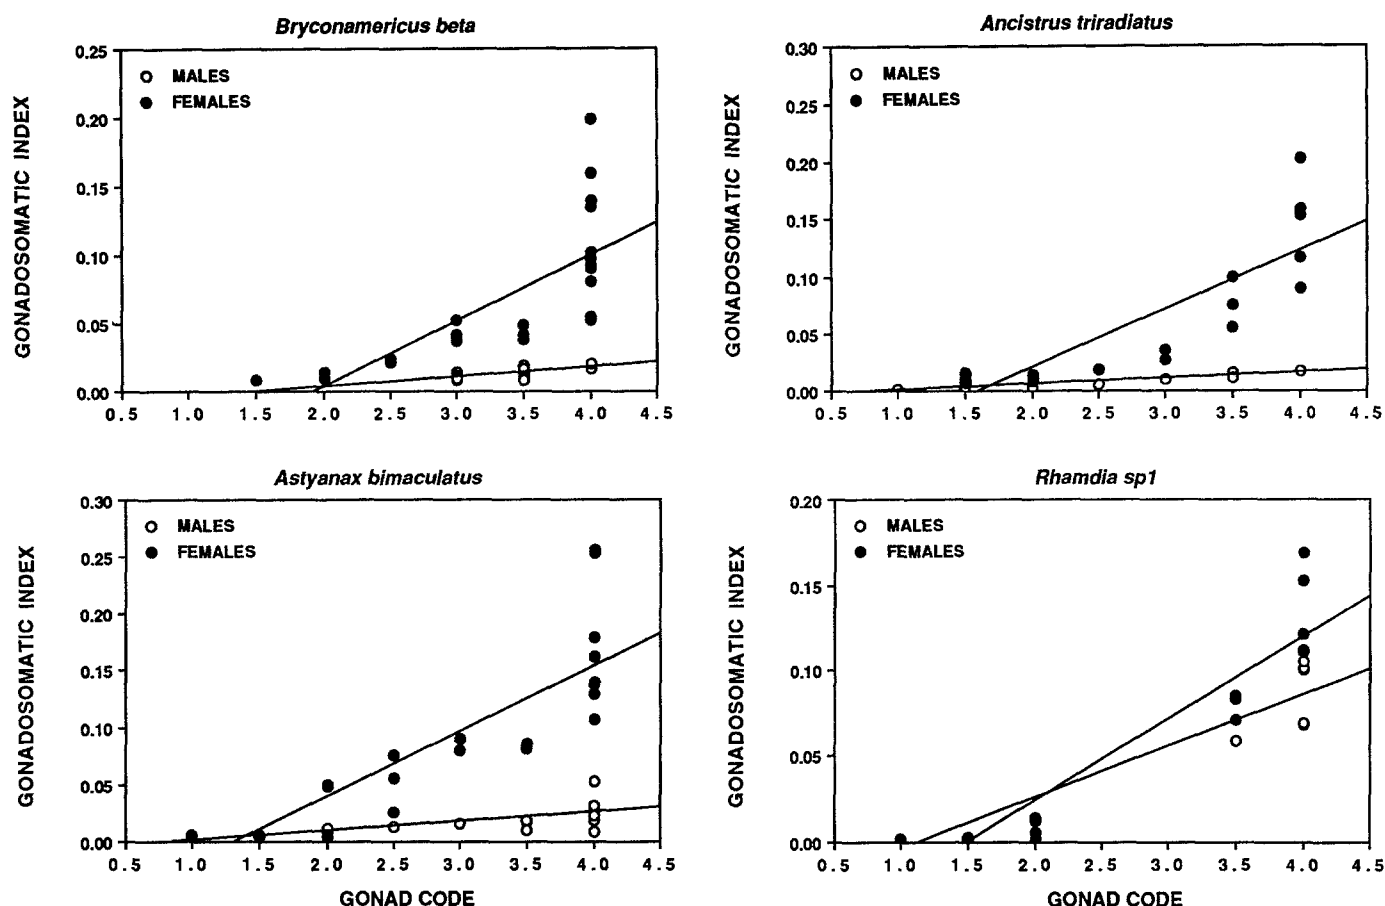 Bryconamericus beta
GONADOSOMATIC INDEX
0.25
0.20
0.15
0.10
0.05
0.00
MALES
FEMALES
0.5 1.0 1.5 2.0 2.5 3.0 3.5 4.0 4.5
Ancistrus triradiatus
GONADOSOMATIC INDEX
0.30
0.25
0.20
0.15
0.10
0.05
0.00
MALES
FEMALES
0.5 1.0 1.5 2.0 2.5 3.0 3.5 4.0 4.5
Astyanax bimaculatus
GONADOSOMATIC INDEX
0.30
0.25
0.20
0.15
0.10
0.05
0.00
MALES
FEMALES
0.5 1.0 1.5 2.0 2.5 3.0 3.5 4.0 4.5
GONAD CODE
Rhamdia sp1
GONADOSOMATIC INDEX
0.20
0.15
0.10
0.05
0.00
MALES
FEMALES
0.5 1.0 1.5 2.0 2.5 3.0 3.5 4.0 4.5
GONAD CODE